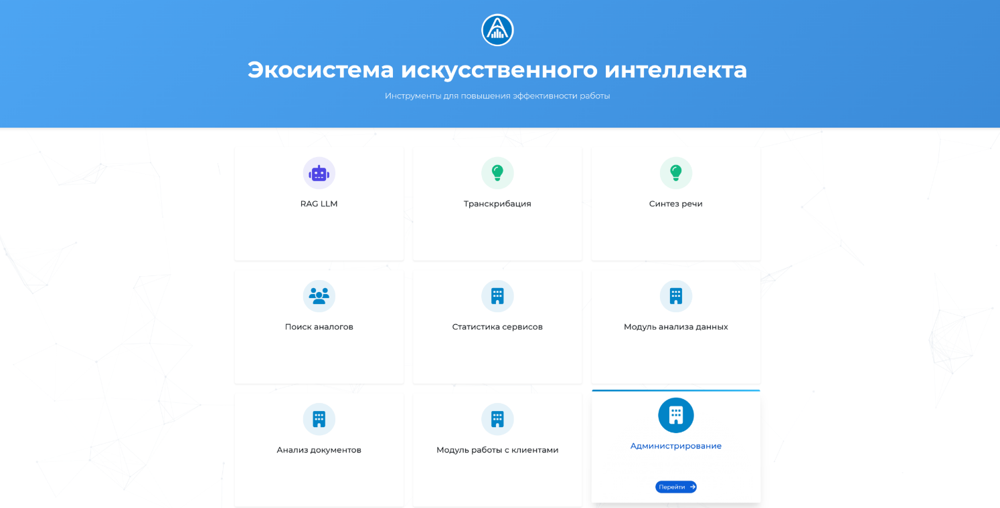 Экосистема искусственного интеллекта
Инструменты для повышения эффективности работы
RAG LLM
Транскрибация
Синтез речи
Поиск аналогов
Статистика сервисов
Модуль анализа данных
Анализ документов
Модуль работы с клиентами
Администрирование
Перейти